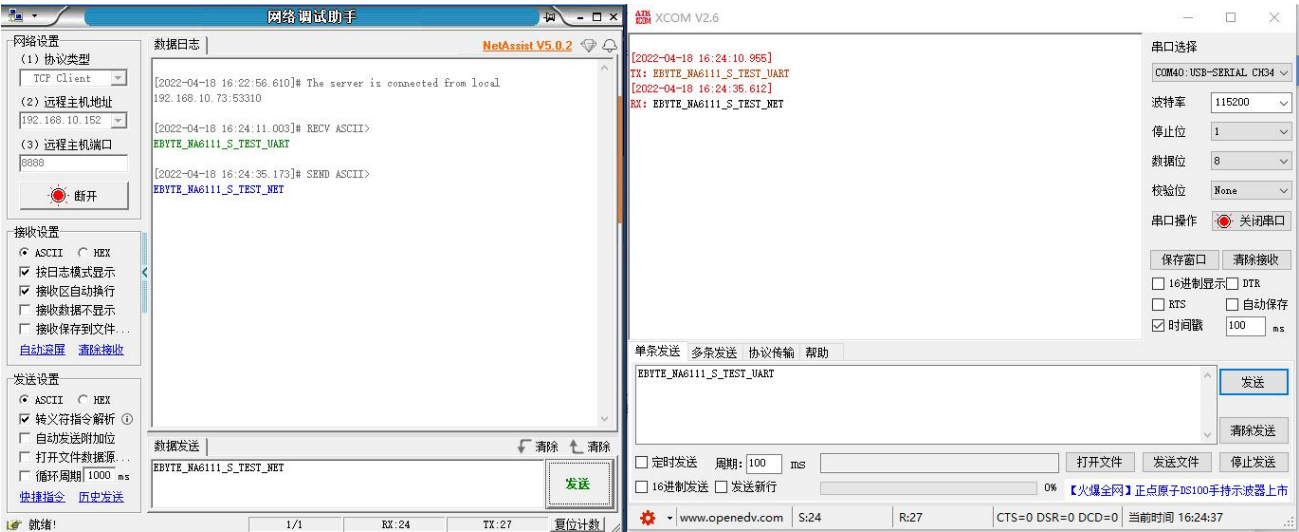 网络调试助手
网络设置
(1) 协议类型
TCP Client
(2) 远程主机地址
192.168.10.152
(3) 远程主机端口
8888
断开
接收设置
ASCII HEX
按日志模式显示
接收区自动换行
接收数据不显示
接收保存到文件...
自动滚屏 清除接收
发送设置
ASCII HEX
转义符指令解析
自动发送附加位
打开文件数据源...
循环周期 1000 ms
快捷指令 历史发送
数据日志
NetAssist V5.0.2
[2022-04-18 16:22:56.610]# The server is connected from local
192.168.10.73:53310
[2022-04-18 16:24:11.003]# RECV ASCII>
EBYTE_NA6111_S_TEST_UART
[2022-04-18 16:24:35.173]# SEND ASCII>
EBYTE_NA6111_S_TEST_NET
数据发送 清除 清除
EBYTE_NA6111_S_TEST_NET
发送
就绪! 1/1 RX:24 TX:27 复位计数
ATK XCOM XCOM V2.6
[2022-04-18 16:24:10.955]
TX: EBYTE_NA6111_S_TEST_UART
[2022-04-18 16:24:35.612]
RX: EBYTE_NA6111_S_TEST_NET
串口选择
COM40:USB-SERIAL CH34
波特率 115200
停止位 1
数据位 8
校验位 None
串口操作 关闭串口
保存窗口 清除接收
16进制显示 DTR
RTS 自动保存
时间戳 100 ms
单条发送 多条发送 协议传输 帮助
EBYTE_NA6111_S_TEST_UART
发送
清除发送
定时发送 周期: 100 ms 打开文件 发送文件 停止发送
16进制发送 发送新行 0% 【火爆全网】正点原子DS100手持示波器上市
www.openedv.com S:24 R:27 CTS=0 DSR=0 DCD=0 当前时间 16:24:37